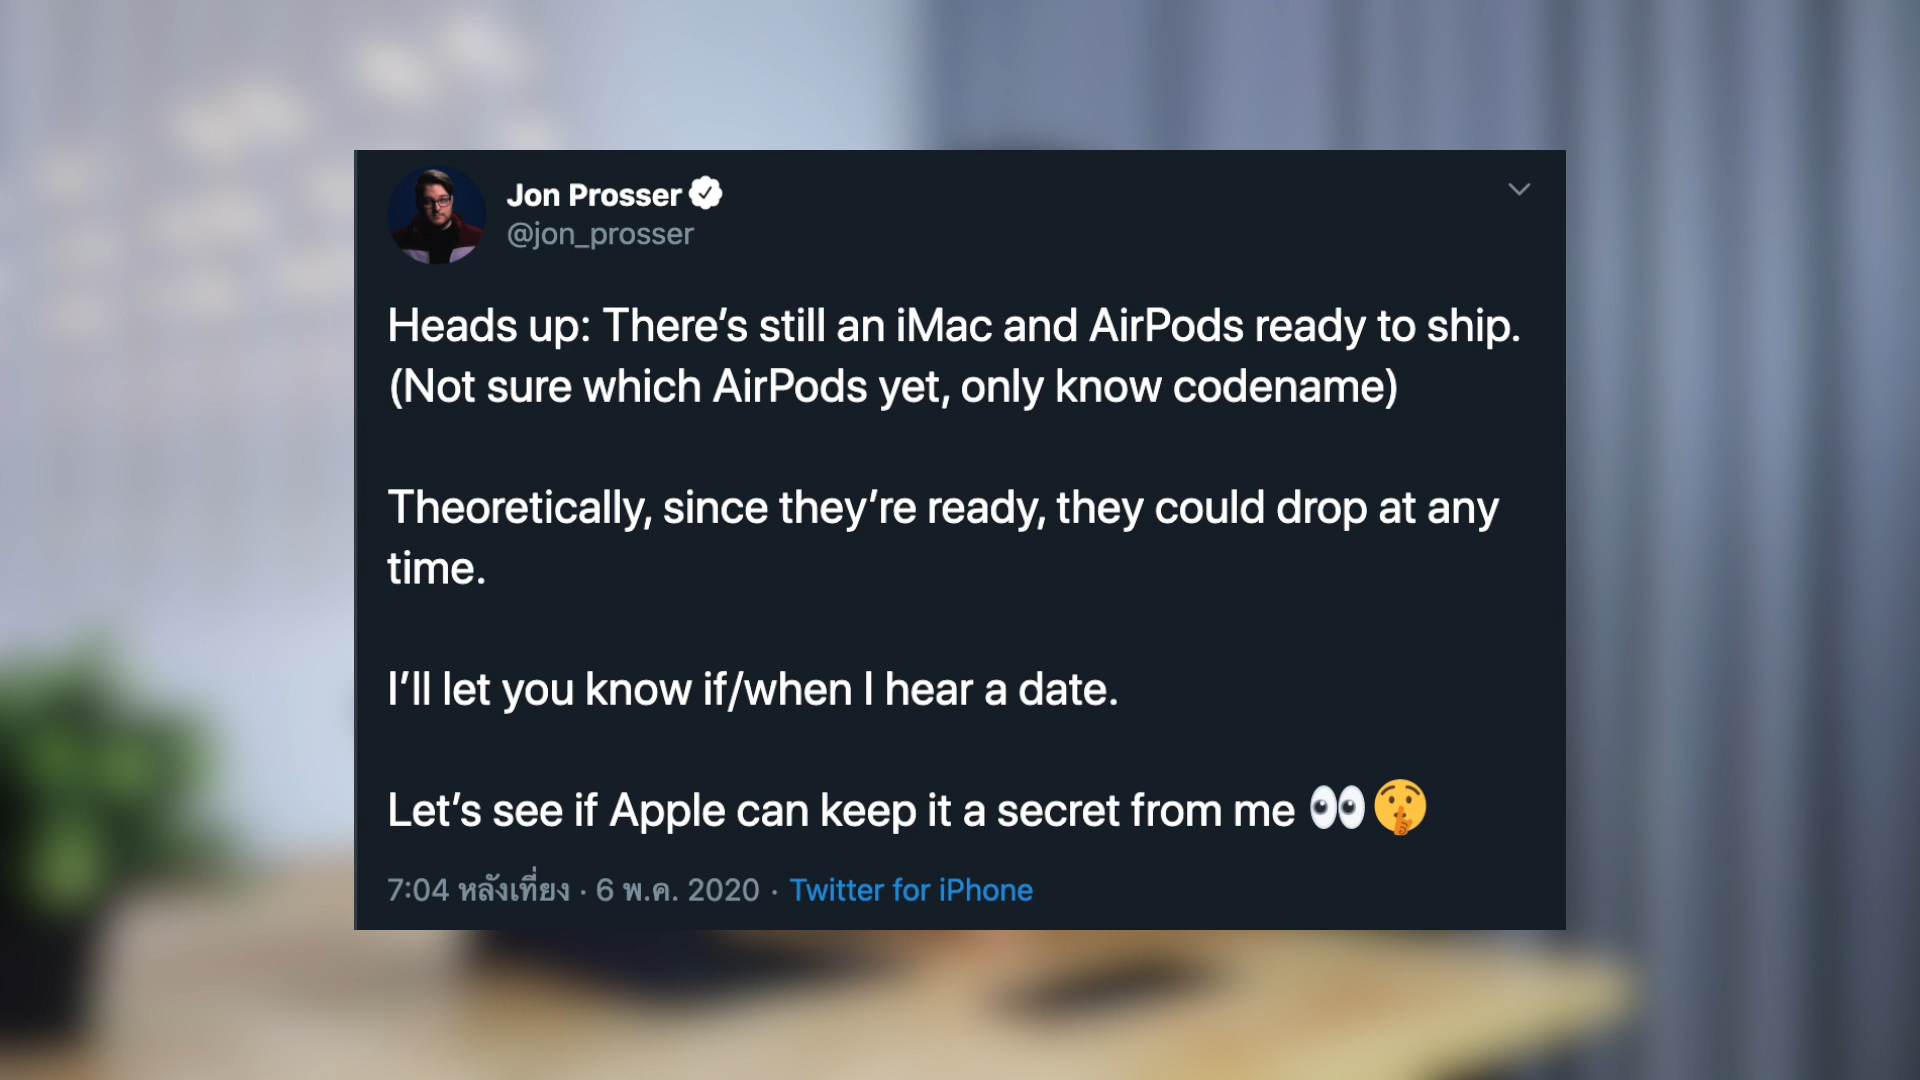 Jon Prosser
@jon_prosser
Heads up: There’s still an iMac and AirPods ready to ship.
(Not sure which AirPods yet, only know codename)
Theoretically, since they’re ready, they could drop at any
time.
I’ll let you know if/when I hear a date.
Let’s see if Apple can keep it a secret from me 👀🤫
7:04 หลังเที่ยง · 6 พ.ค. 2020 · Twitter for iPhone